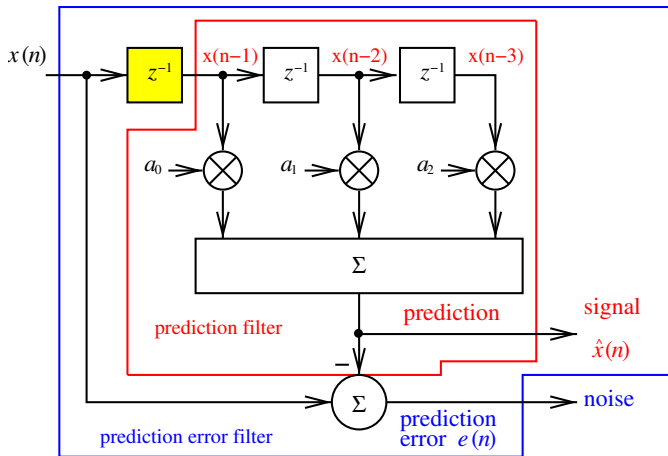 x(n)
z⁻¹
x(n−1)
z⁻¹
x(n−2)
z⁻¹
x(n−3)
a₀
a₁
a₂
Σ
prediction filter
prediction
signal
x̂(n)
−
Σ
noise
prediction
error e(n)
prediction error filter